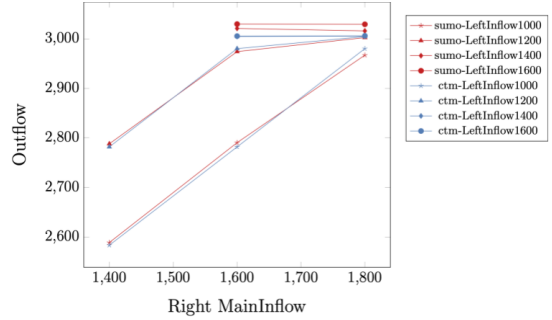 3,000
2,900
2,800
2,700
2,600
Outflow
1,400 1,500 1,600 1,700 1,800
Right MainInflow
sumo-LeftInflow1000
sumo-LeftInflow1200
sumo-LeftInflow1400
sumo-LeftInflow1600
ctm-LeftInflow1000
ctm-LeftInflow1200
ctm-LeftInflow1400
ctm-LeftInflow1600